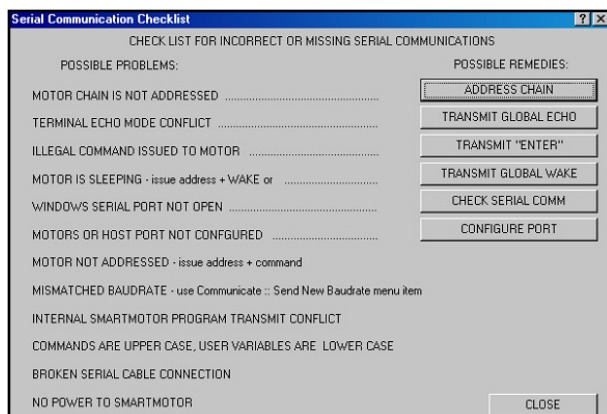 Serial Communication Checklist
CHECK LIST FOR INCORRECT OR MISSING SERIAL COMMUNICATIONS
POSSIBLE PROBLEMS: POSSIBLE REMEDIES:
MOTOR CHAIN IS NOT ADDRESSED ................................................... ADDRESS CHAIN
TERMINAL ECHO MODE CONFLICT ................................................... TRANSMIT GLOBAL ECHO
ILLEGAL COMMAND ISSUED TO MOTOR ............................................. TRANSMIT "ENTER"
MOTOR IS SLEEPING - issue address + WAKE or .............................. TRANSMIT GLOBAL WAKE
WINDOWS SERIAL PORT NOT OPEN ................................................... CHECK SERIAL COMM
MOTORS OR HOST PORT NOT CONFGURED .................................. CONFIGURE PORT
MOTOR NOT ADDRESSED - issue address + command
MISMATCHED BAUDRATE - use Communicate :: Send New Baudrate menu item
INTERNAL SMARTMOTOR PROGRAM TRANSMIT CONFLICT
COMMANDS ARE UPPER CASE, USER VARIABLES ARE LOWER CASE
BROKEN SERIAL CABLE CONNECTION
NO POWER TO SMARTMOTOR CLOSE